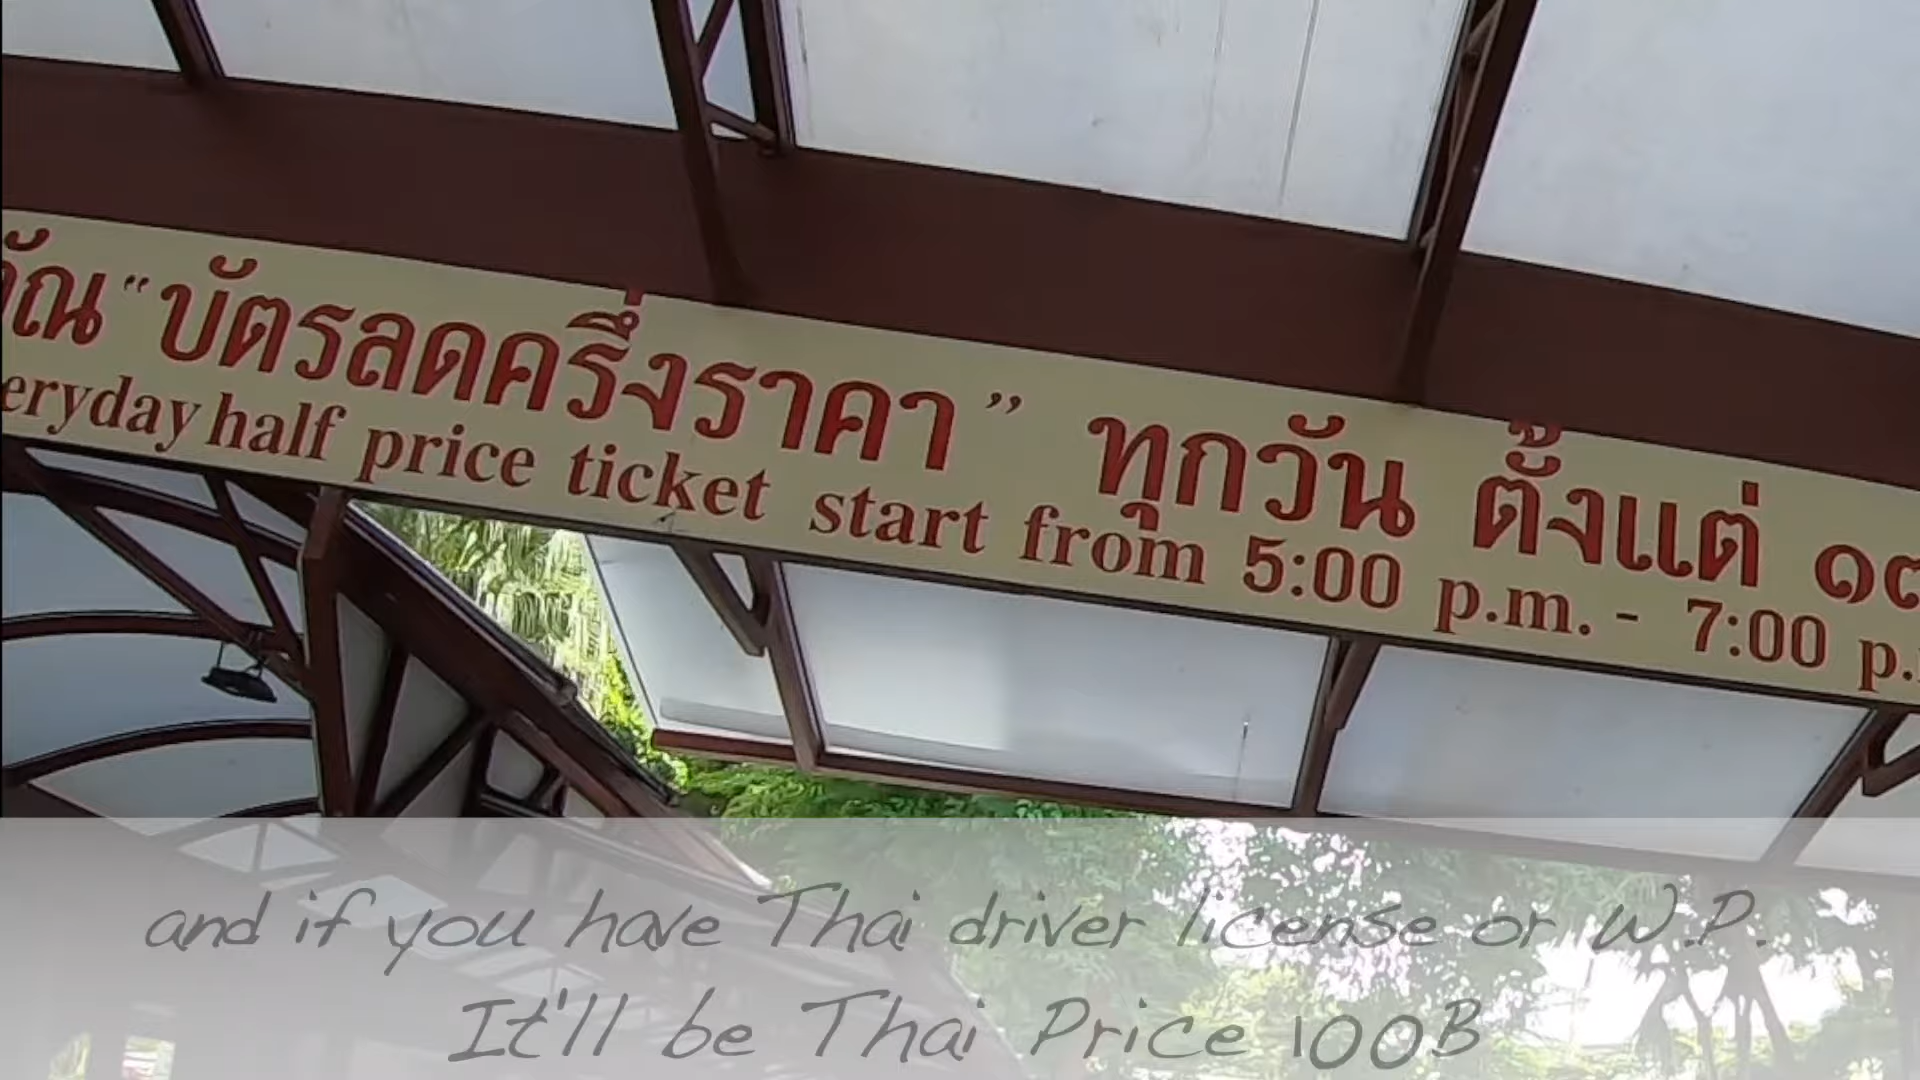 "บัตรลดครึ่งราคา" ทุกวัน ตั้งแต่
half price ticket start from 5:00 p.m. - 7:00
and if you have Thai driver license or W.P.
It'll be Thai Price 100B